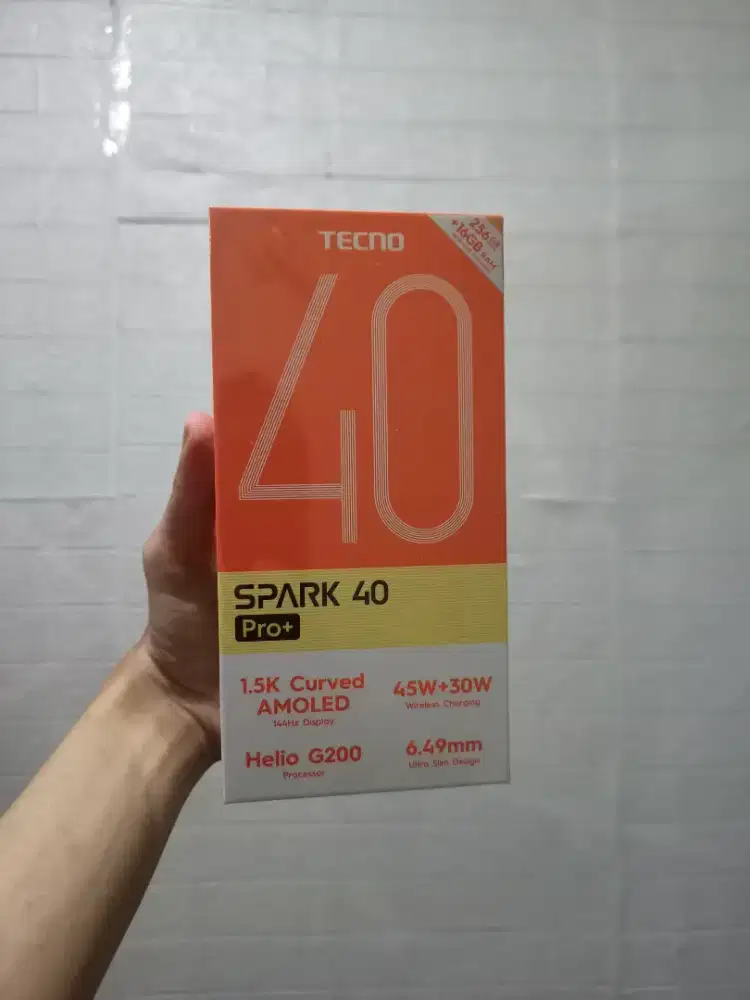 TECNO
256GB
+16GB RAM
40
SPARK 40
Pro+
1.5K Curved
AMOLED
144Hz Display
45W+30W
Wireless Charging
Helio G200
Processor
6.49mm
Ultra Slim Design